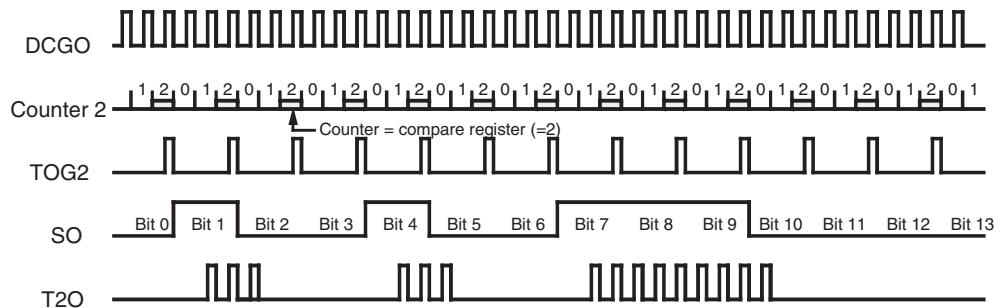 DCGO
1 2 0 1 2 0 1 2 0 1 2 0 1 2 0 1 2 0 1 2 0 1 2 0 1 2 0 1 2 0 1 2 0 1 2 0 1 2 0 1
Counter 2
Counter = compare register (=2)
TOG2
Bit 0 Bit 1 Bit 2 Bit 3 Bit 4 Bit 5 Bit 6 Bit 7 Bit 8 Bit 9 Bit 10 Bit 11 Bit 12 Bit 13
SO
T2O